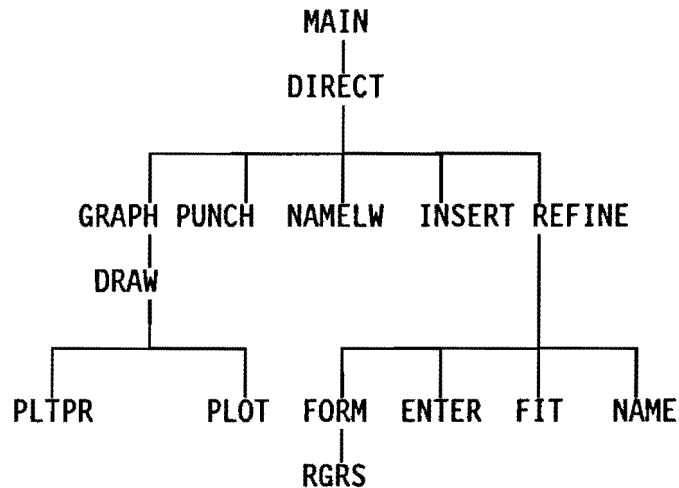 MAIN
DIRECT
GRAPH PUNCH NAMELW INSERT REFINE
DRAW
PLTPR PLOT FORM ENTER FIT NAME
RGRS